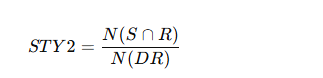 STY2 = N(S ∩ R) / N(DR)